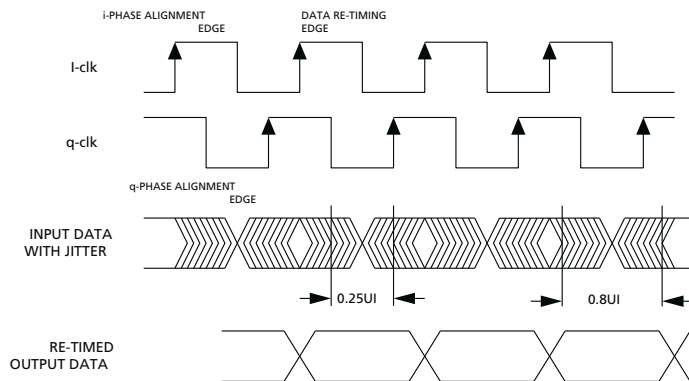 i-PHASE ALIGNMENT
EDGE
DATA RE-TIMING
EDGE
I-clk
q-clk
q-PHASE ALIGNMENT
EDGE
INPUT DATA
WITH JITTER
0.25UI
0.8UI
RE-TIMED
OUTPUT DATA